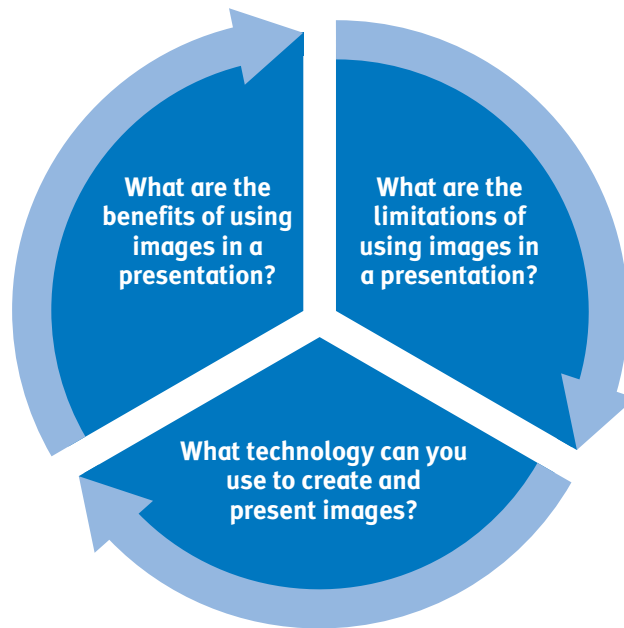 What are the
benefits of using
images in a
presentation?
What are the
limitations of
using images in
a presentation?
What technology can you
use to create and
present images?